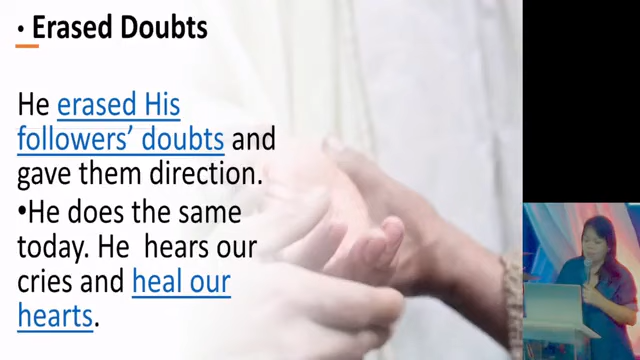 • Erased Doubts
He erased His
followers’ doubts and
gave them direction.
•He does the same
today. He hears our
cries and heal our
hearts.